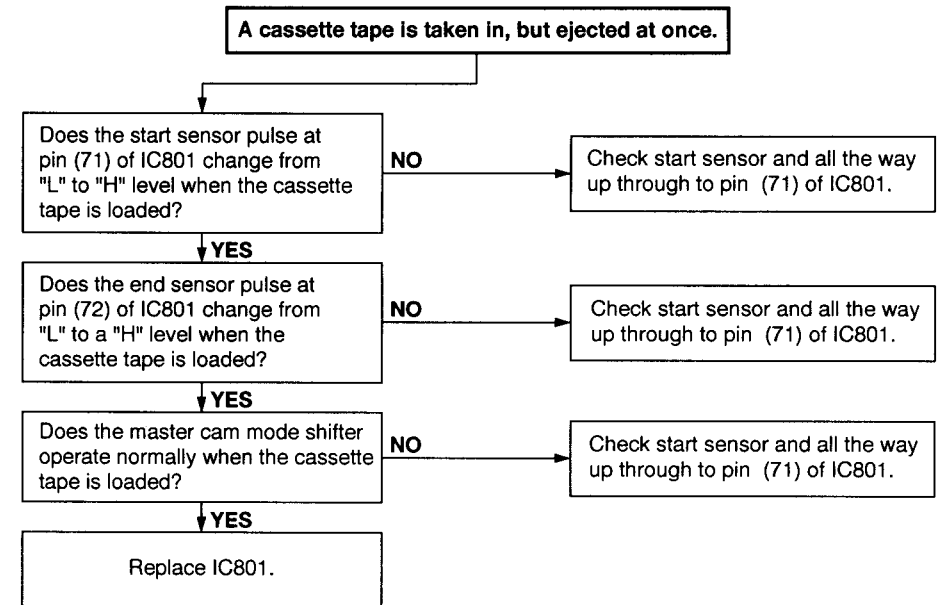 A cassette tape is taken in, but ejected at once.
Does the start sensor pulse at
pin (71) of IC801 change from
"L" to "H" level when the cassette
tape is loaded?
NO
Check start sensor and all the way
up through to pin (71) of IC801.
YES
Does the end sensor pulse at
pin (72) of IC801 change from
"L" to a "H" level when the
cassette tape is loaded?
NO
Check start sensor and all the way
up through to pin (71) of IC801.
YES
Does the master cam mode shifter
operate normally when the cassette
tape is loaded?
NO
Check start sensor and all the way
up through to pin (71) of IC801.
YES
Replace IC801.